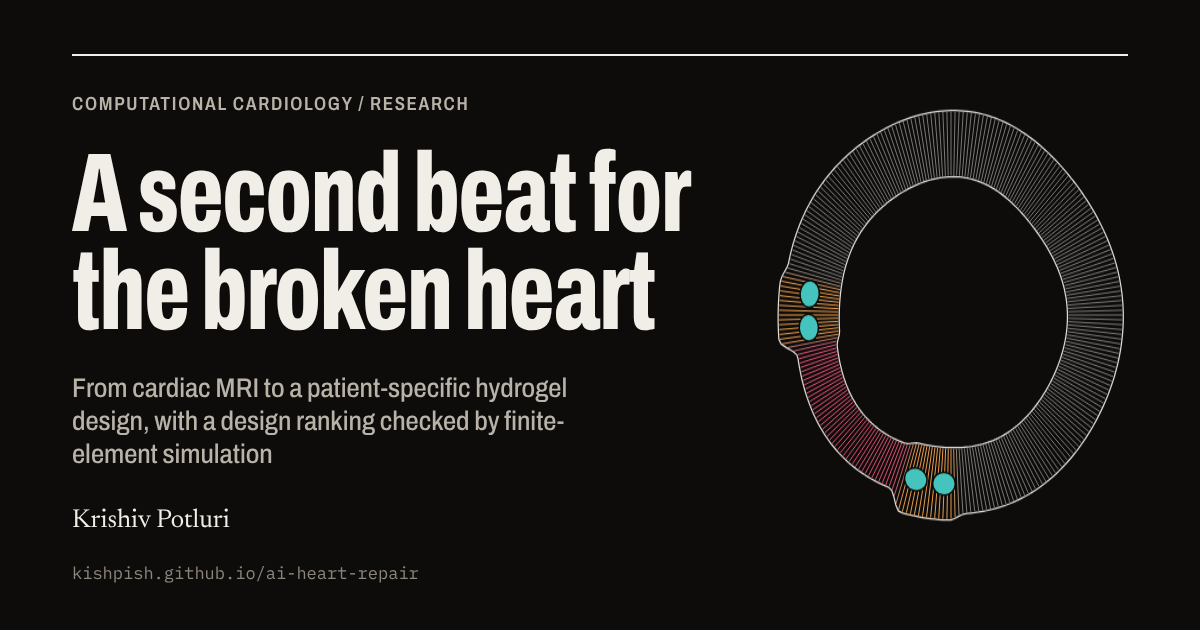 COMPUTATIONAL CARDIOLOGY / RESEARCH
A second beat for
the broken heart
From cardiac MRI to a patient-specific hydrogel
design, with a design ranking checked by finite-
element simulation
Krishiv Potluri
kishpish.github.io/ai-heart-repair